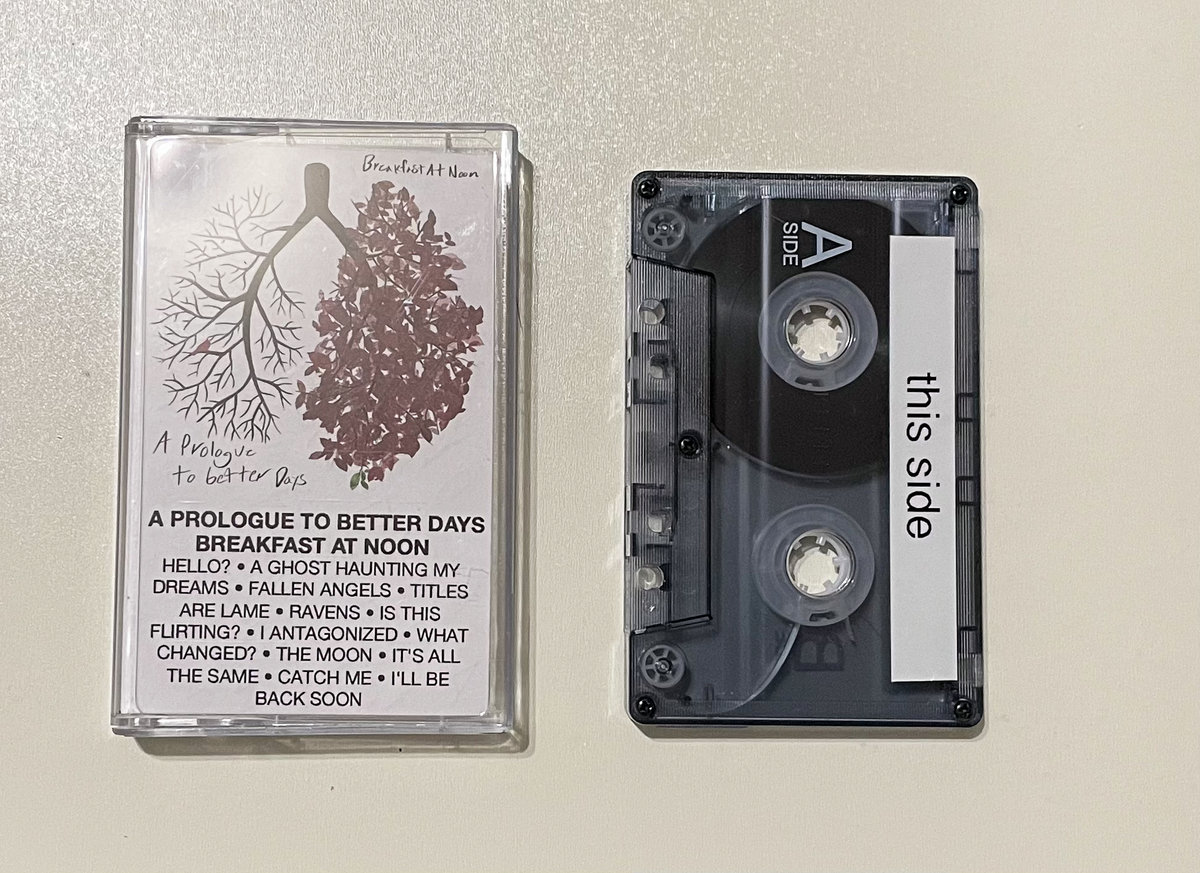 Breakfast At Noon
A Prologue
to better Days
A PROLOGUE TO BETTER DAYS
BREAKFAST AT NOON
HELLO? • A GHOST HAUNTING MY
DREAMS • FALLEN ANGELS • TITLES
ARE LAME • RAVENS • IS THIS
FLIRTING? • I ANTAGONIZED • WHAT
CHANGED? • THE MOON • IT'S ALL
THE SAME • CATCH ME • I'LL BE
BACK SOON
A
SIDE
this side
B